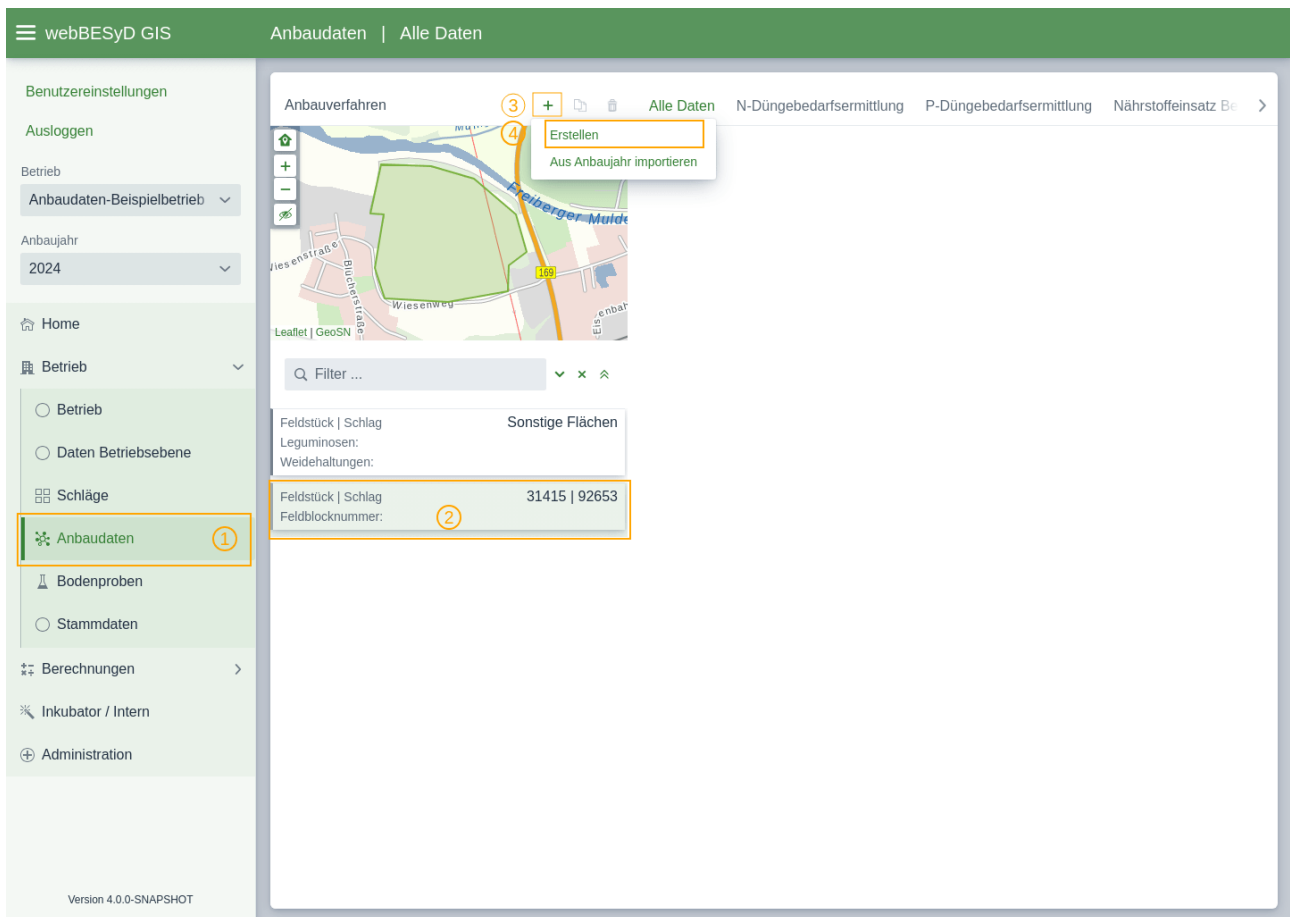 webBESyD GIS
Anbaudaten | Alle Daten
Benutzereinstellungen
Ausloggen
Betrieb
Anbaudaten-Beispielbetrieb
Anbaujahr
2024
Home
Betrieb
Betrieb
Daten Betriebsebene
Schläge
Anbaudaten 1
Bodenproben
Stammdaten
Berechnungen
Inkubator / Intern
Administration
Version 4.0.0-SNAPSHOT
Anbauverfahren 3 +
Alle Daten N-Düngebedarfsermittlung P-Düngebedarfsermittlung Nährstoffeinsatz Be
4 Erstellen
Aus Anbaujahr importieren
+
−
Freiberger Mulde
Wiesenstraße
Blücherstraße
Wiesenweg
169
Leaflet | GeoSN
Filter ...
Feldstück | Schlag Sonstige Flächen
Leguminosen:
Weidehaltungen:
Feldstück | Schlag 31415 | 92653
Feldblocknummer: 2